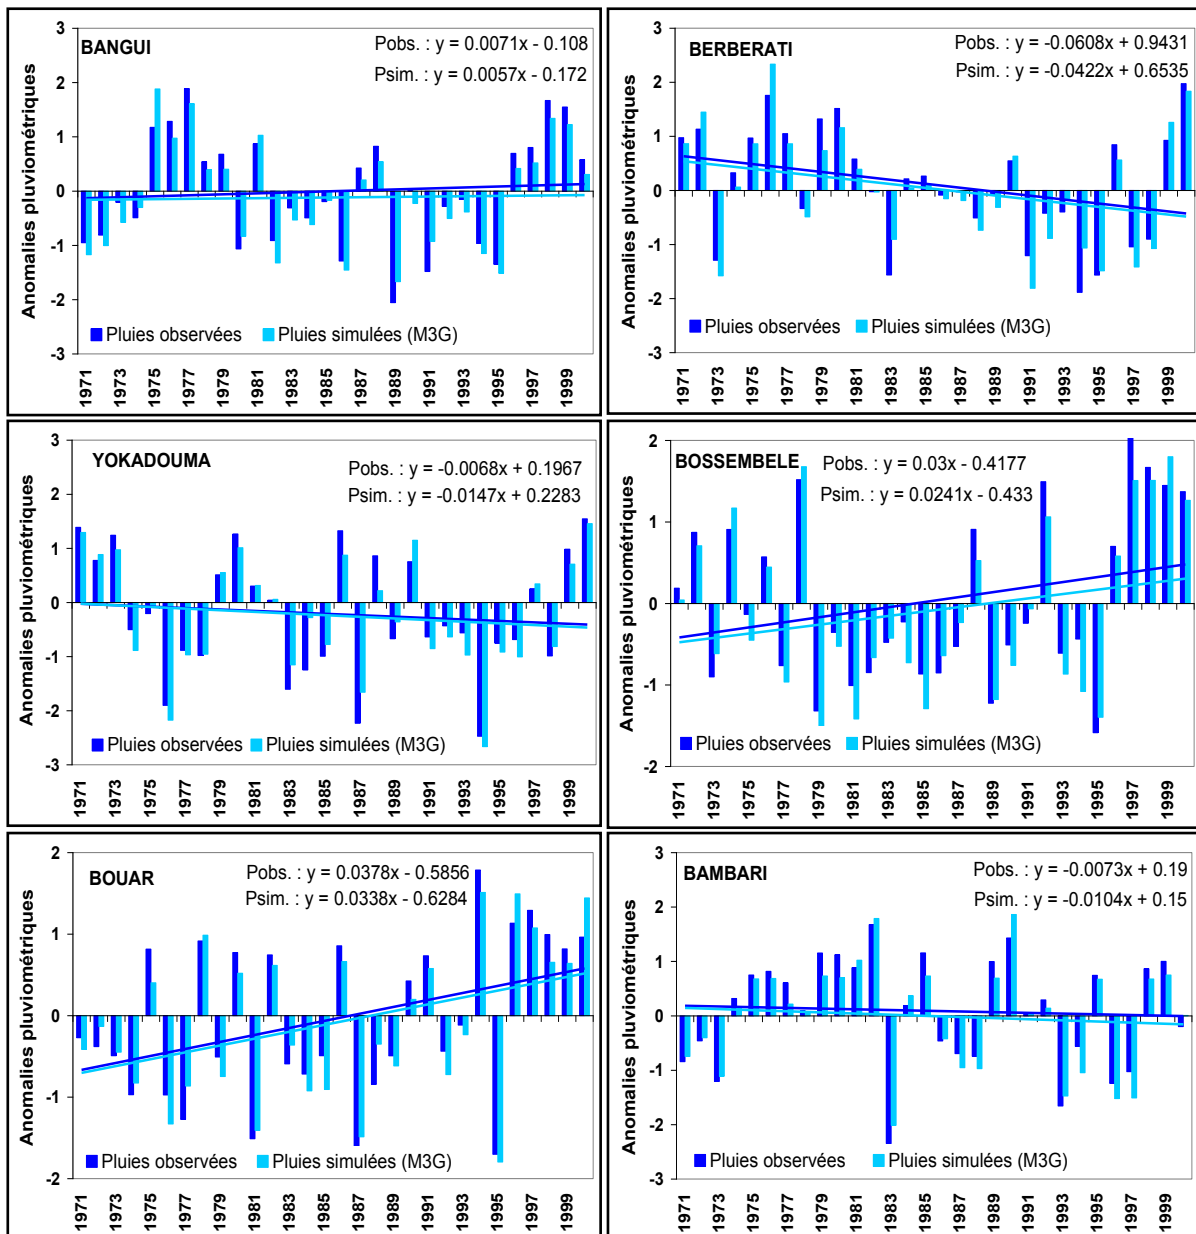 BANGUI
Pobs. : y = 0.0071x - 0.108
Psim. : y = 0.0057x - 0.172
Anomalies pluviométriques
3
2
1
0
-1
-2
-3
Pluies observées Pluies simulées (M3G)
1971 1973 1975 1977 1979 1981 1983 1985 1987 1989 1991 1993 1995 1997 1999
BERBERATI
Pobs. : y = -0.0608x + 0.9431
Psim. : y = -0.0422x + 0.6535
Anomalies pluviométriques
3
2
1
0
-1
-2
-3
Pluies observées Pluies simulées (M3G)
1971 1973 1975 1977 1979 1981 1983 1985 1987 1989 1991 1993 1995 1997 1999
YOKADOUMA
Pobs. : y = -0.0068x + 0.1967
Psim. : y = -0.0147x + 0.2283
Anomalies pluviométriques
3
2
1
0
-1
-2
-3
Pluies observées Pluies simulées (M3G)
1971 1973 1975 1977 1979 1981 1983 1985 1987 1989 1991 1993 1995 1997 1999
BOSSEMBELE
Pobs. : y = 0.03x - 0.4177
Psim. : y = 0.0241x - 0.433
Anomalies pluviométriques
2
1
0
-1
-2
Pluies observées Pluies simulées (M3G)
1971 1973 1975 1977 1979 1981 1983 1985 1987 1989 1991 1993 1995 1997 1999
BOUAR
Pobs. : y = 0.0378x - 0.5856
Psim. : y = 0.0338x - 0.6284
Anomalies pluviométriques
2
1
0
-1
-2
Pluies observées Pluies simulées (M3G)
1971 1973 1975 1977 1979 1981 1983 1985 1987 1989 1991 1993 1995 1997 1999
BAMBARI
Pobs. : y = -0.0073x + 0.19
Psim. : y = -0.0104x + 0.15
Anomalies pluviométriques
3
2
1
0
-1
-2
-3
Pluies observées Pluies simulées (M3G)
1971 1973 1975 1977 1979 1981 1983 1985 1987 1989 1991 1993 1995 1997 1999